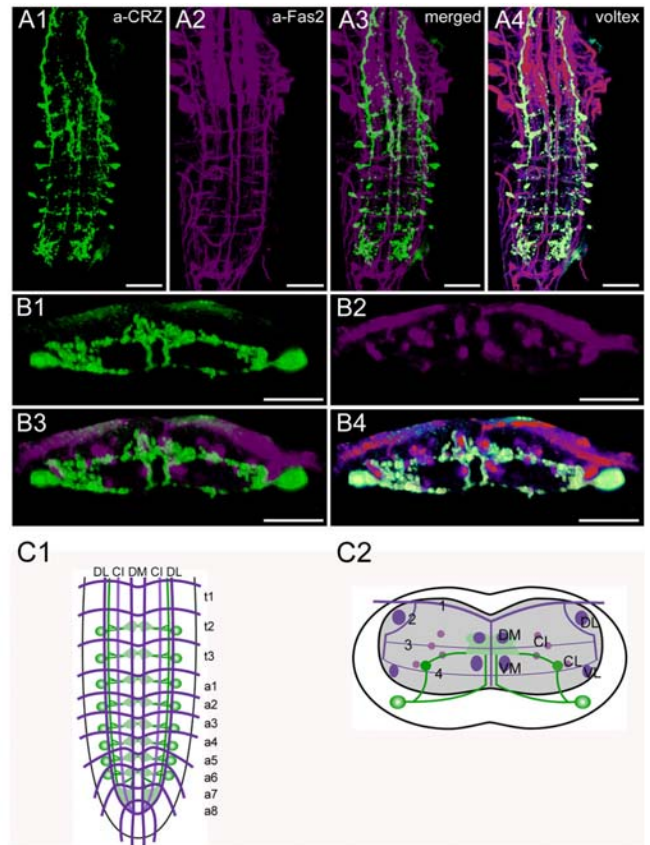 A1 a-CRZ A2 a-Fas2 A3 merged A4 voltex
B1 B2
B3 B4
C1 C2
DL CI DM CI DL
t1
t2
t3
a1
a2
a3
a4
a5
a6
a7
a8
1
2 DL
DM
3 CI
4 VM CL
VL